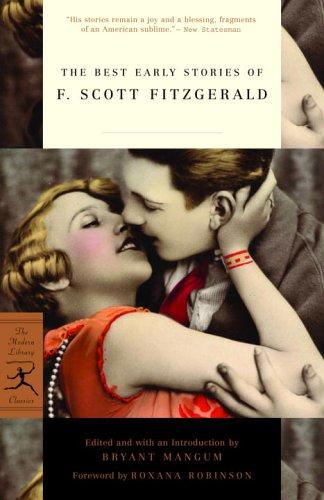 "His stories remain a joy and a blessing, fragments
of an American sublime."– New Statesman
THE BEST EARLY STORIES OF
F. SCOTT FITZGERALD
The Modern
Library
Classics
Edited and with an Introduction by
BRYANT MANGUM
Foreword by ROXANA ROBINSON